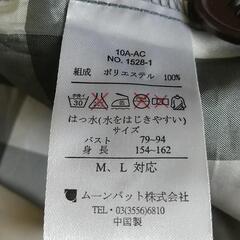 10A-AC
NO. 1528-1
組成 ポリエステル 100%
30
はっ水(水をはじきやすい)
サイズ
バスト 79-94
身長 154-162
M、L 対応
ムーンバット株式会社
TEL 03(3556)6810
中国製